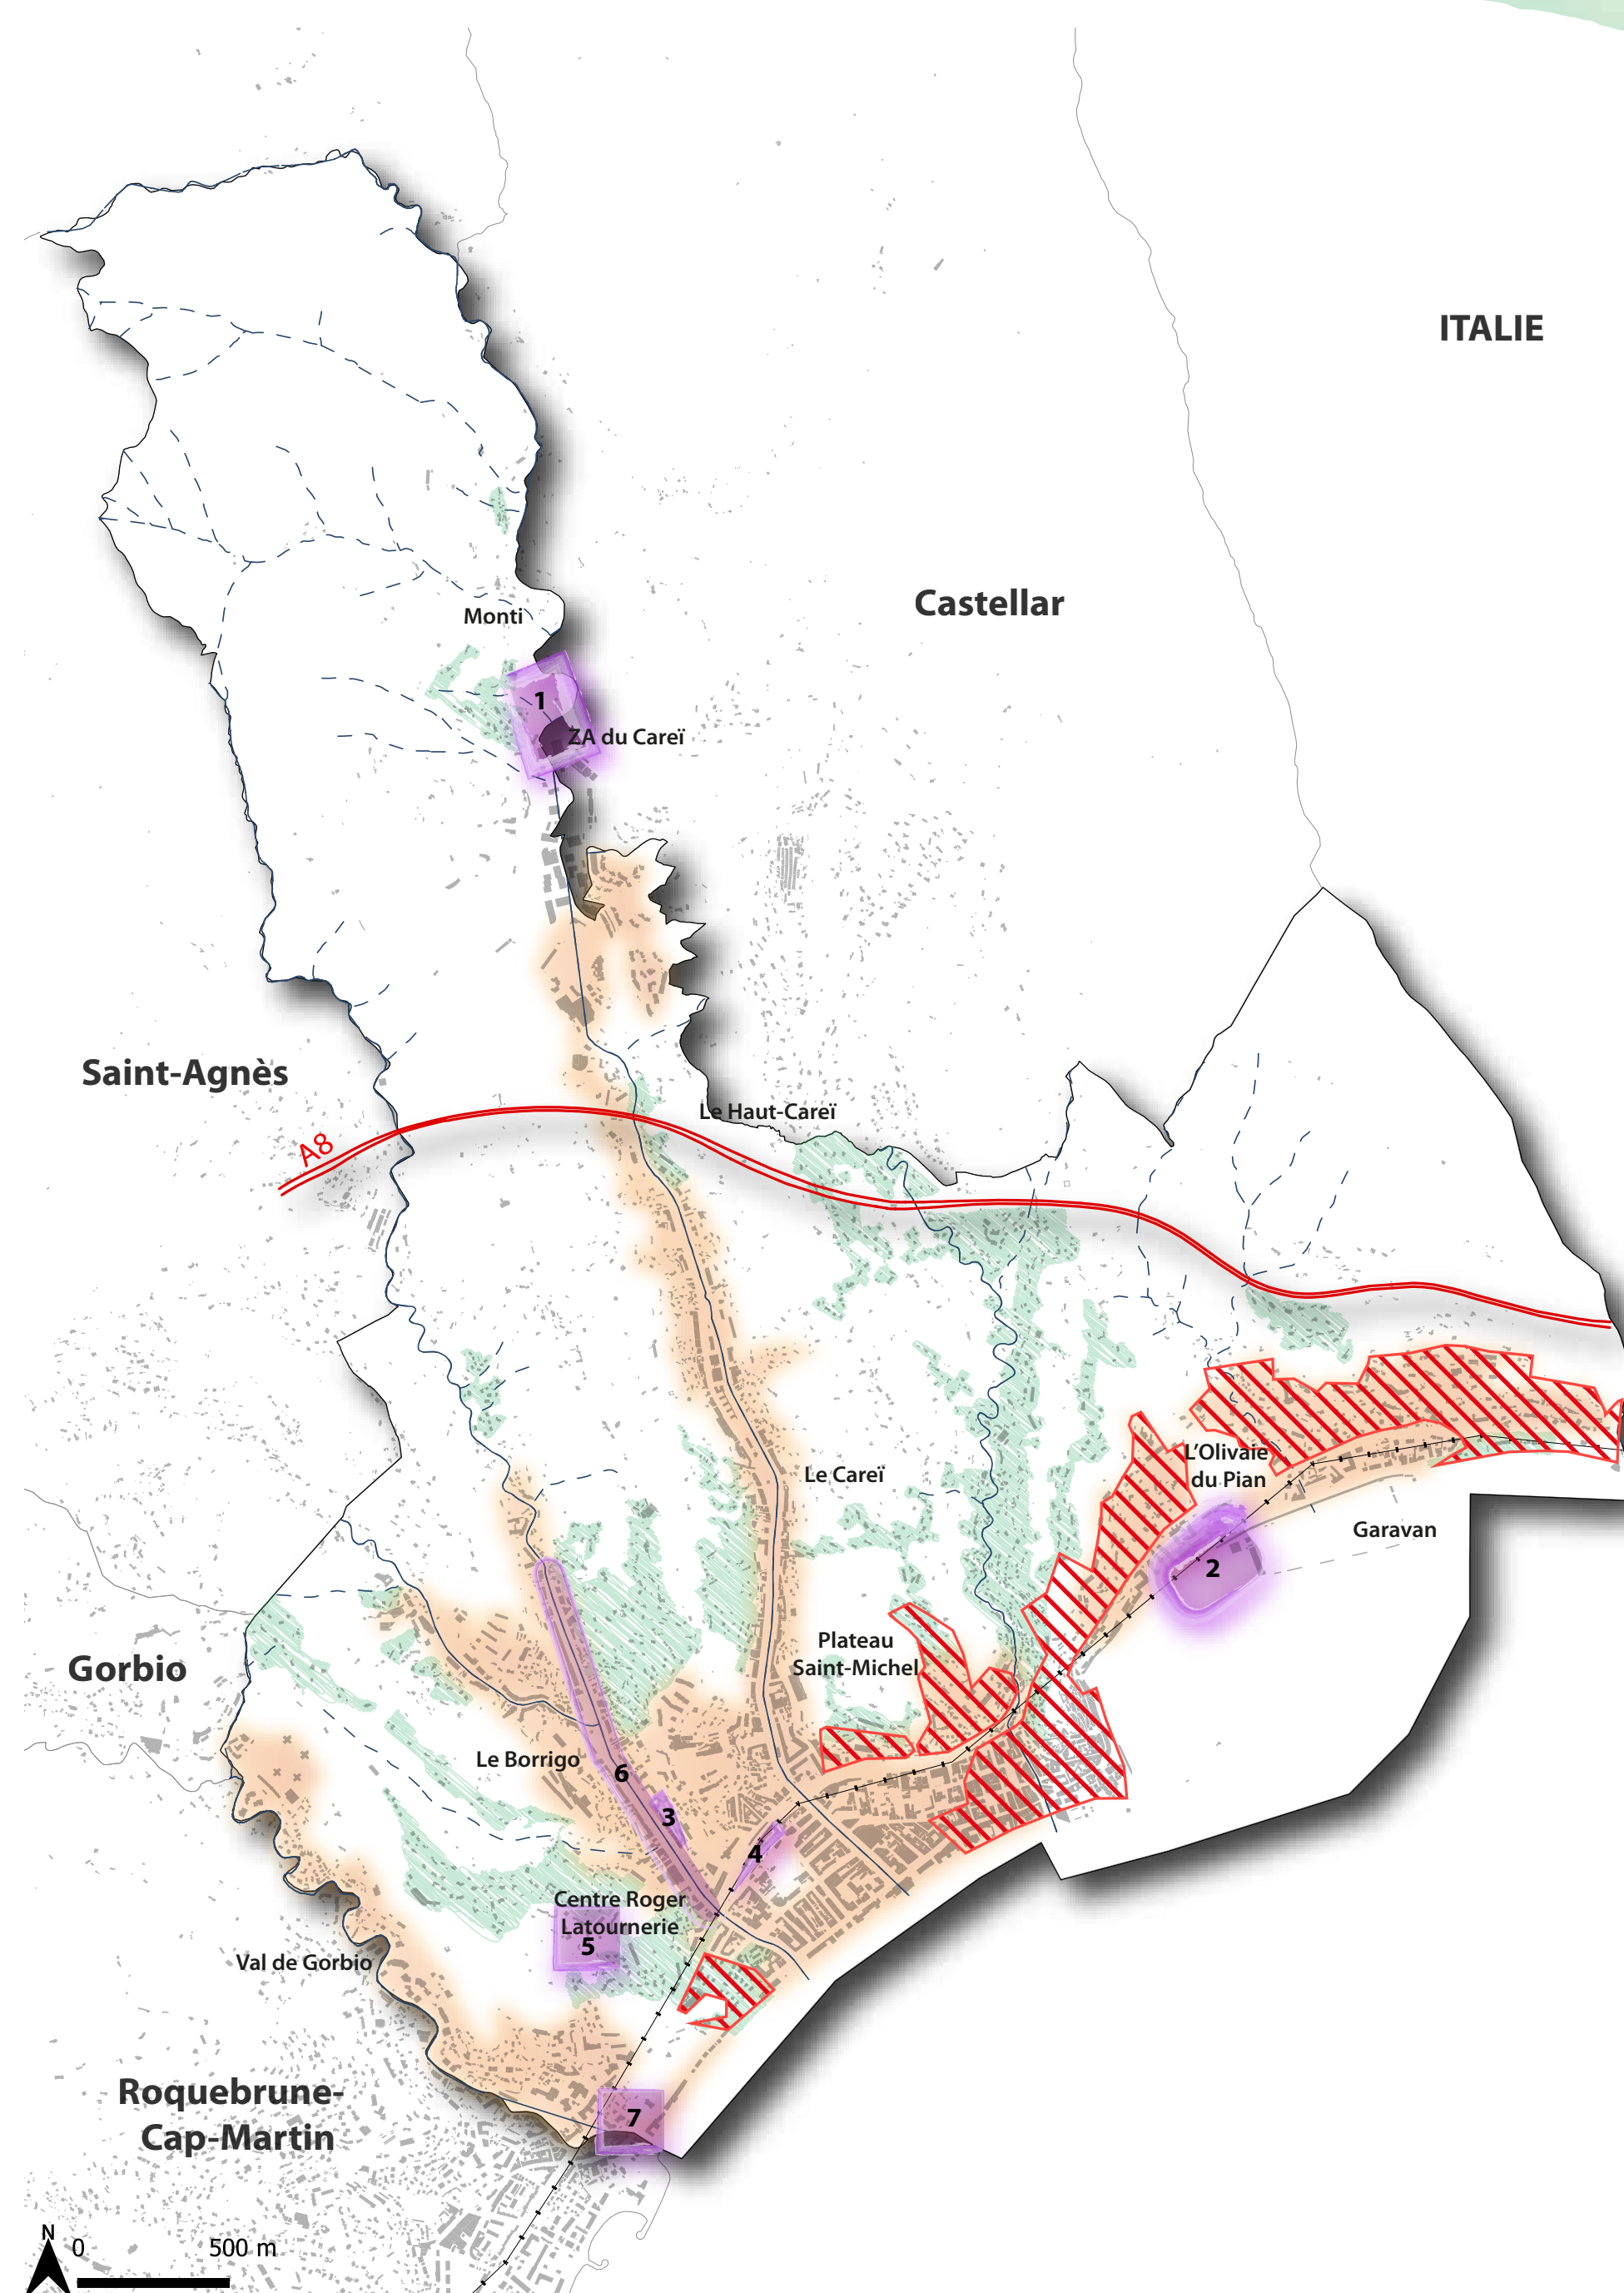 ITALIE
Castellar
Monti
1
ZA du Careï
Saint-Agnès
Le Haut-Careï
A8
L'Olivaie
du Pian
Le Careï
Garavan
2
Plateau
Saint-Michel
Gorbio
Le Borrigo
6
3
4
Centre Roger
Latournerie
5
Val de Gorbio
Roquebrune-
Cap-Martin
7
N
0 500 m